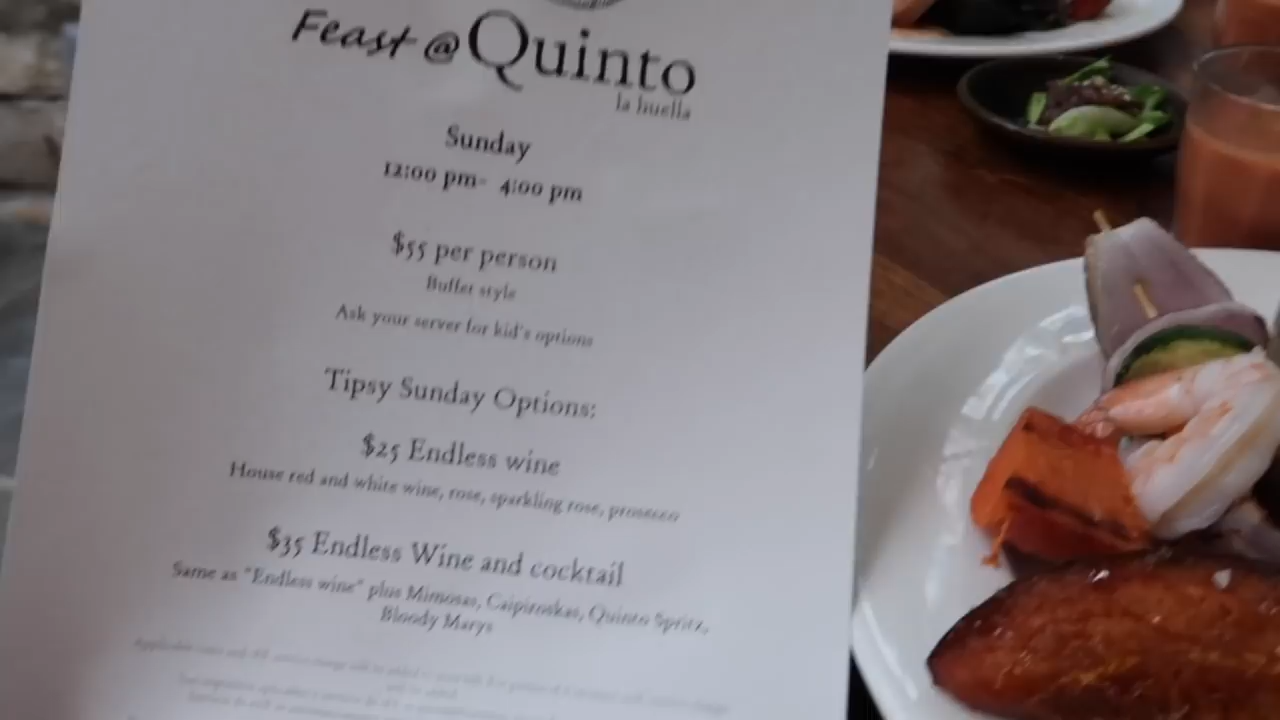 Feast @ Quinto
la huella
Sunday
12:00 pm- 4:00 pm
$55 per person
Buffet style
Ask your server for kid's options
Tipsy Sunday Options:
$25 Endless wine
House red and white wine, rose, sparkling rose, prosecco
$35 Endless Wine and cocktail
Same as "Endless wine" plus Mimosas, Caipiroskas, Quinto Spritz,
Bloody Marys